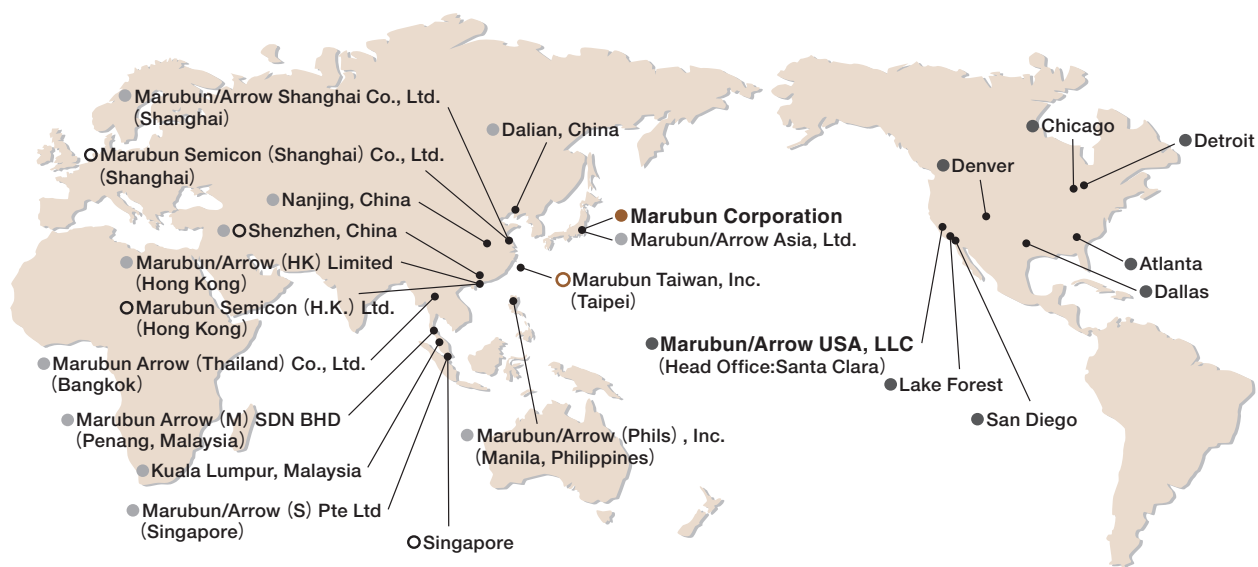 Marubun/Arrow Shanghai Co., Ltd.
(Shanghai)
Marubun Semicon (Shanghai) Co., Ltd.
(Shanghai)
Nanjing, China
Shenzhen, China
Marubun/Arrow (HK) Limited
(Hong Kong)
Marubun Semicon (H.K.) Ltd.
(Hong Kong)
Marubun Arrow (Thailand) Co., Ltd.
(Bangkok)
Marubun Arrow (M) SDN BHD
(Penang, Malaysia)
Kuala Lumpur, Malaysia
Marubun/Arrow (S) Pte Ltd
(Singapore)
Singapore
Dalian, China
Marubun Corporation
Marubun/Arrow Asia, Ltd.
Marubun Taiwan, Inc.
(Taipei)
Marubun/Arrow (Phils) , Inc.
(Manila, Philippines)
Chicago
Detroit
Denver
Atlanta
Dallas
Marubun/Arrow USA, LLC
(Head Office:Santa Clara)
Lake Forest
San Diego